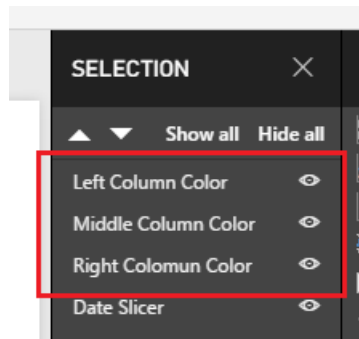 SELECTION
Show all Hide all
Left Column Color
Middle Column Color
Right Colomun Color
Date Slicer